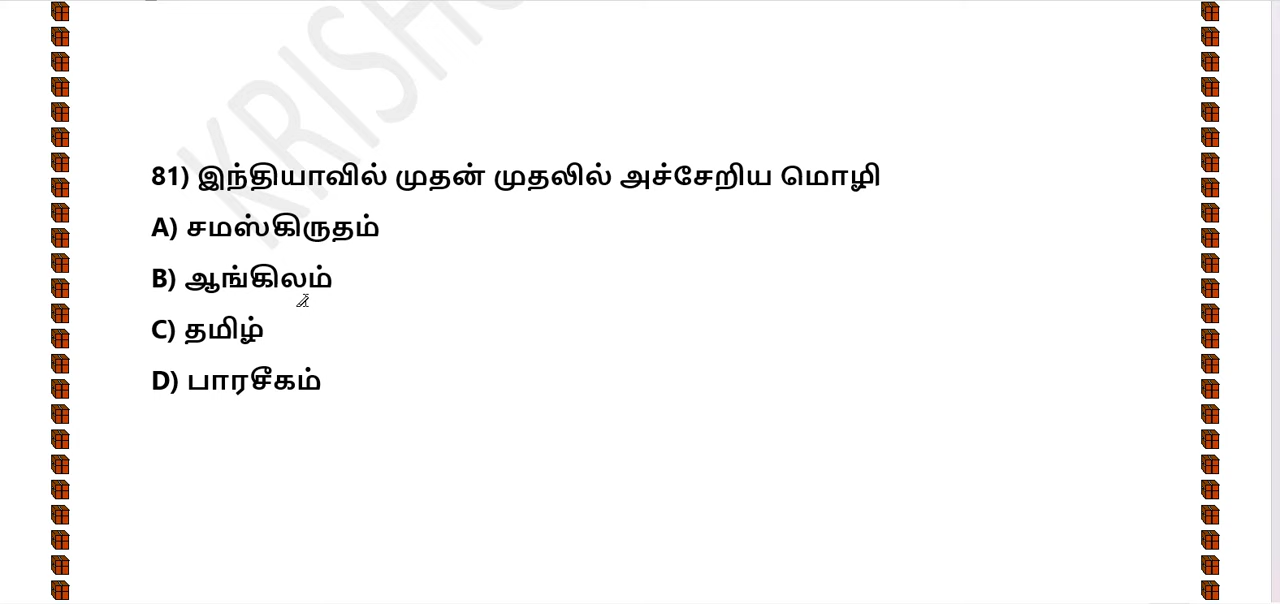 81) இந்தியாவில் முதன் முதலில் அச்சேறிய மொழி
A) சமஸ்கிருதம்
B) ஆங்கிலம்
C) தமிழ்
D) பாரசீகம்